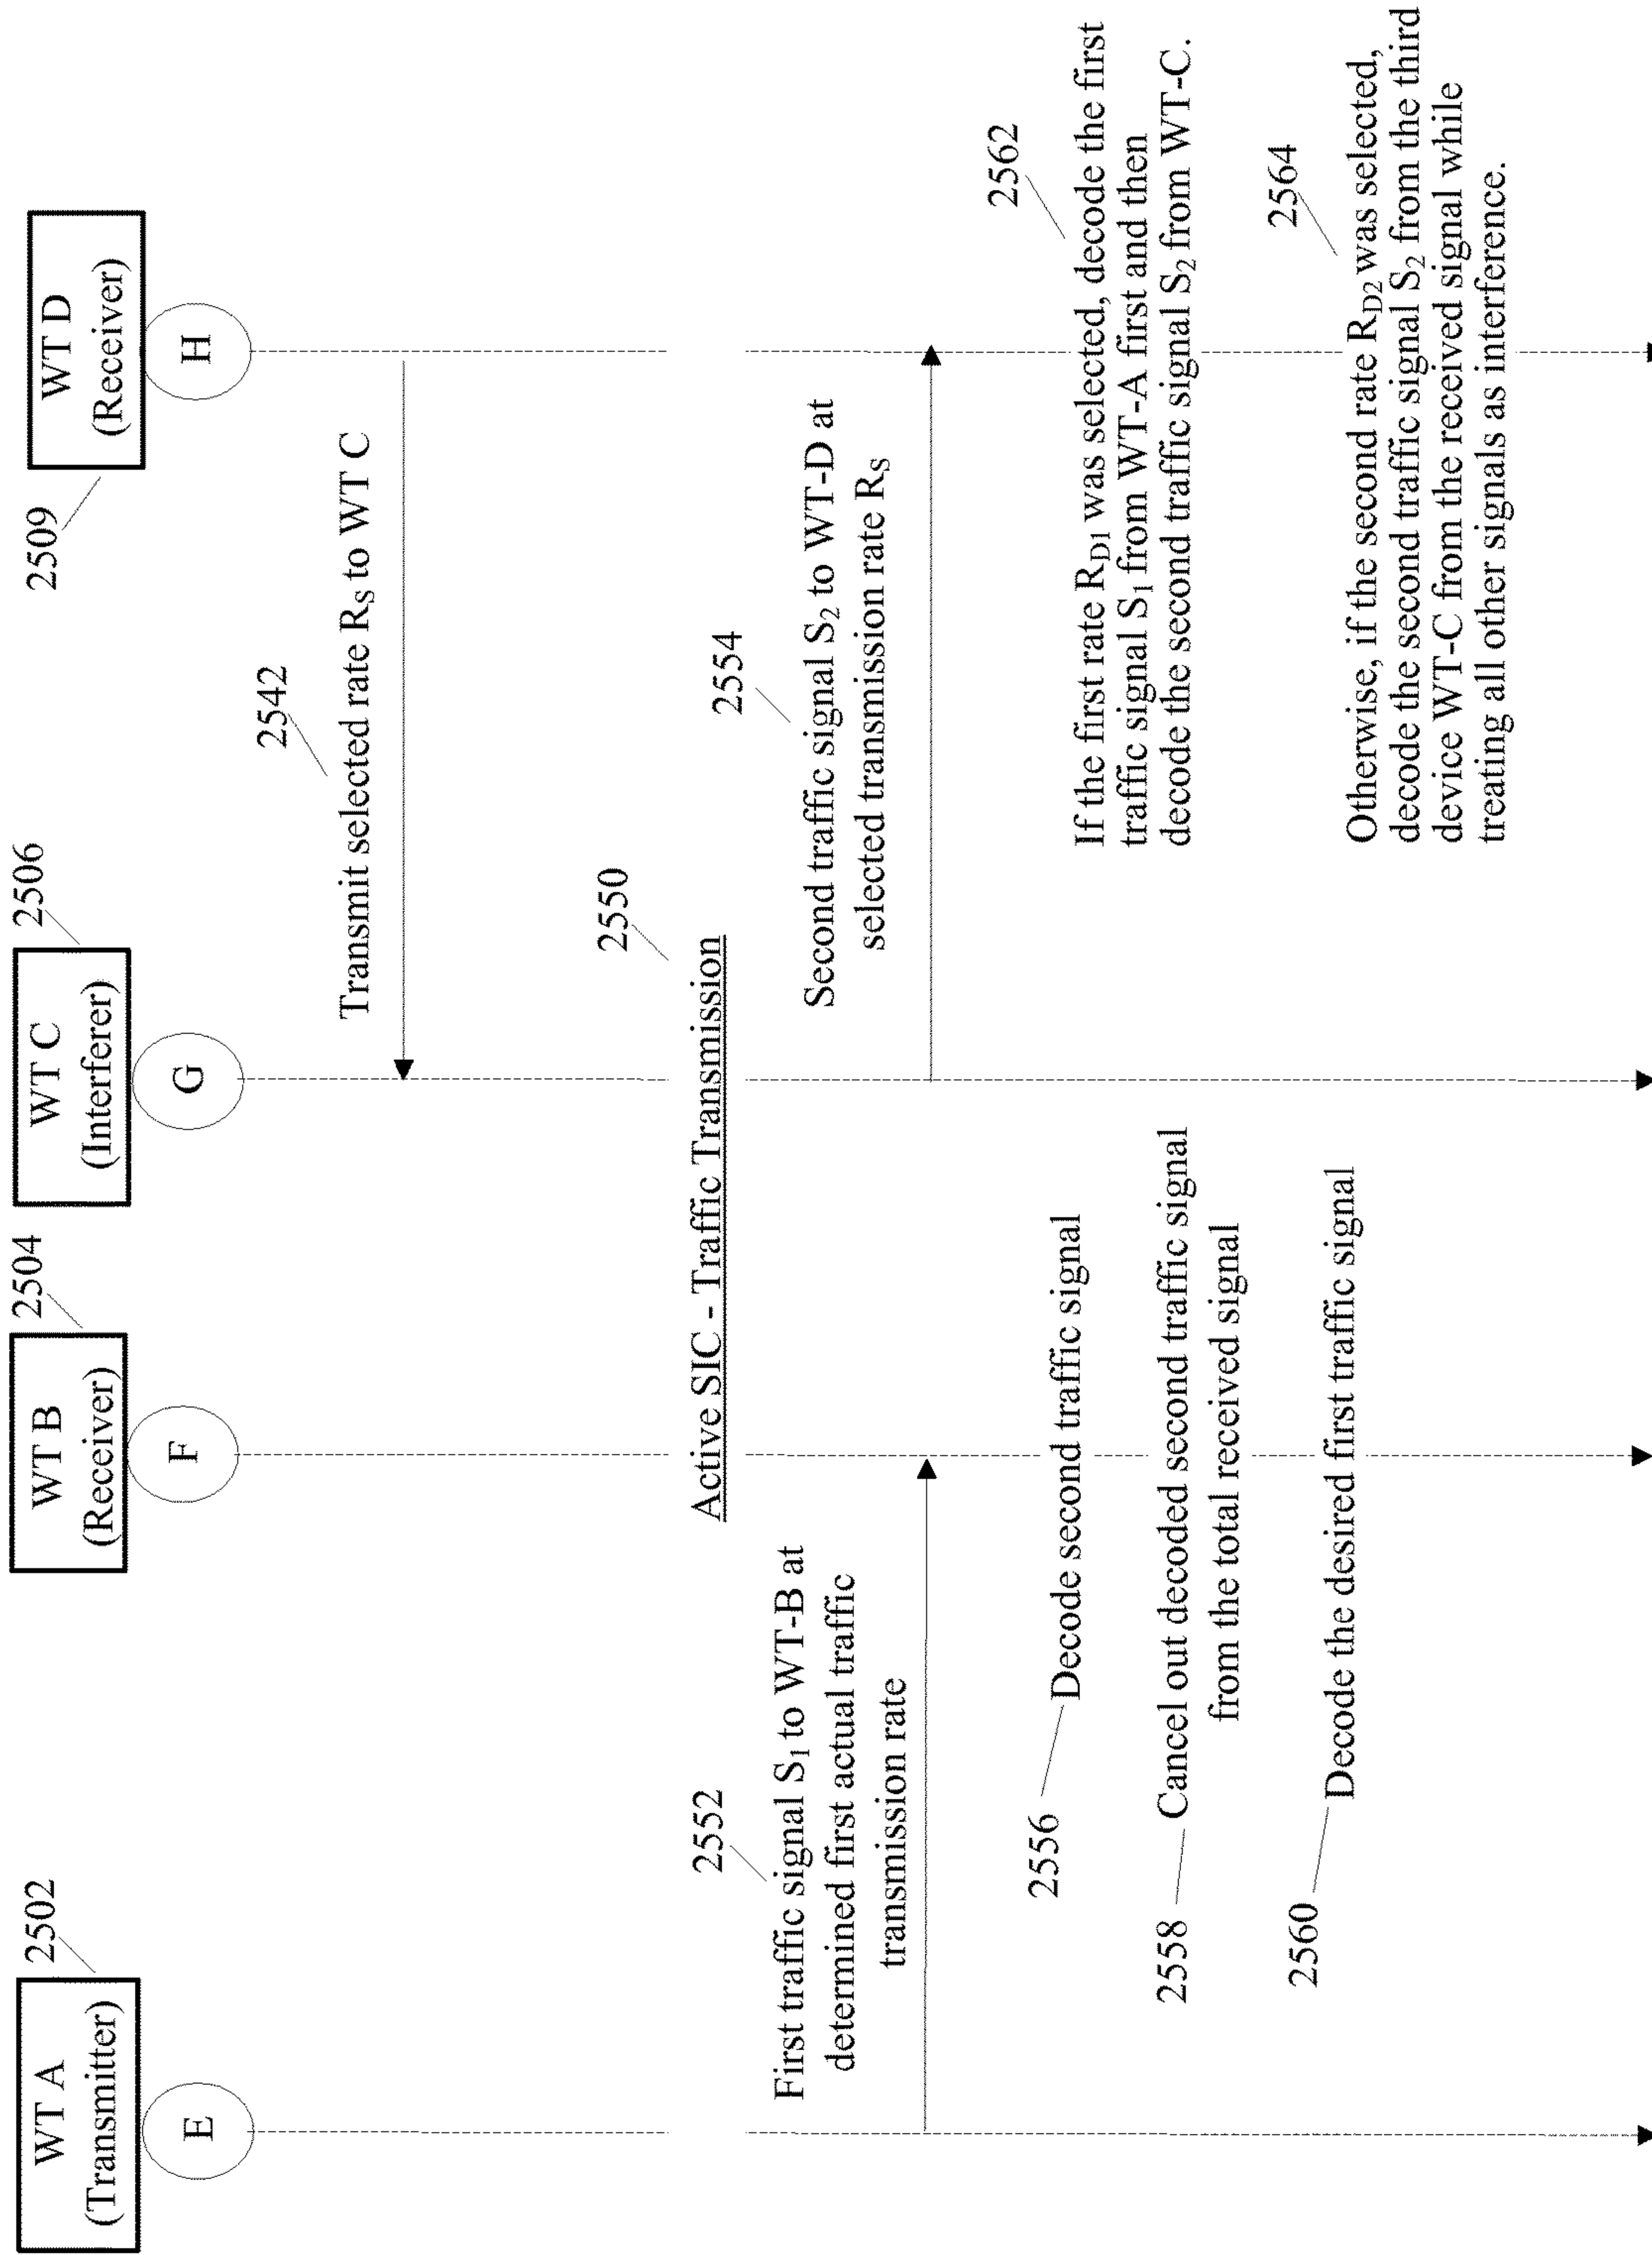 WT A
(Transmitter)
2502
E
WT B
(Receiver)
2504
F
WT C
(Interferer)
2506
G
WT D
(Receiver)
2509
H
2542
Transmit selected rate R_S to WT C
Active SIC - Traffic Transmission
2550
2552
First traffic signal S_1 to WT-B at
determined first actual traffic
transmission rate
2554
Second traffic signal S_2 to WT-D at
selected transmission rate R_S
2556
Decode second traffic signal
2558
Cancel out decoded second traffic signal
from the total received signal
2560
Decode the desired first traffic signal
2562
If the first rate R_D1 was selected, decode the first
traffic signal S_1 from WT-A first and then
decode the second traffic signal S_2 from WT-C.
2564
Otherwise, if the second rate R_D2 was selected,
decode the second traffic signal S_2 from the third
device WT-C from the received signal while
treating all other signals as interference.